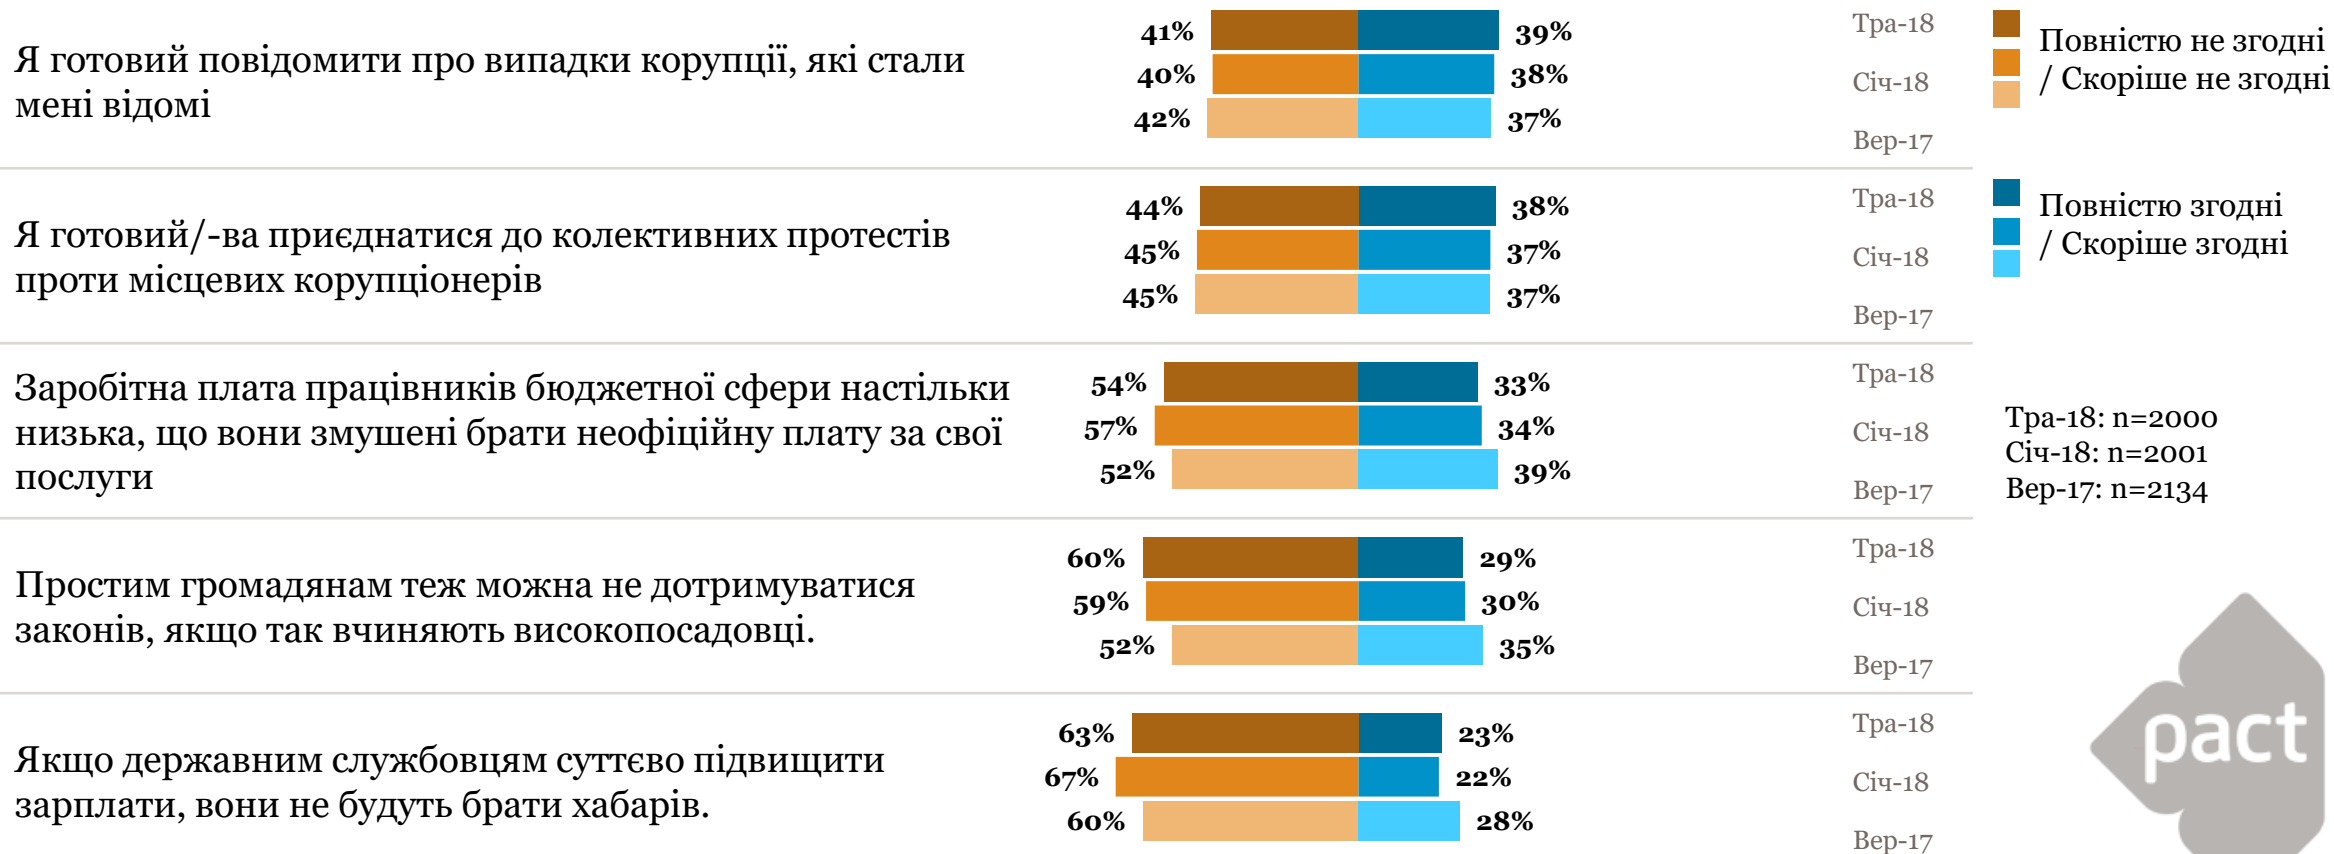 Я готовий повідомити про випадки корупції, які стали
мені відомі
41% 39% Тра-18
40% 38% Січ-18
42% 37% Вер-17
Я готовий/-ва приєднатися до колективних протестів
проти місцевих корупціонерів
44% 38% Тра-18
45% 37% Січ-18
45% 37% Вер-17
Заробітна плата працівників бюджетної сфери настільки
низька, що вони змушені брати неофіційну плату за свої
послуги
54% 33% Тра-18
57% 34% Січ-18
52% 39% Вер-17
Простим громадянам теж можна не дотримуватися
законів, якщо так вчиняють високопосадовці.
60% 29% Тра-18
59% 30% Січ-18
52% 35% Вер-17
Якщо державним службовцям суттєво підвищити
зарплати, вони не будуть брати хабарів.
63% 23% Тра-18
67% 22% Січ-18
60% 28% Вер-17
Повністю не згодні
/ Скоріше не згодні
Повністю згодні
/ Скоріше згодні
Тра-18: n=2000
Січ-18: n=2001
Вер-17: n=2134
pact